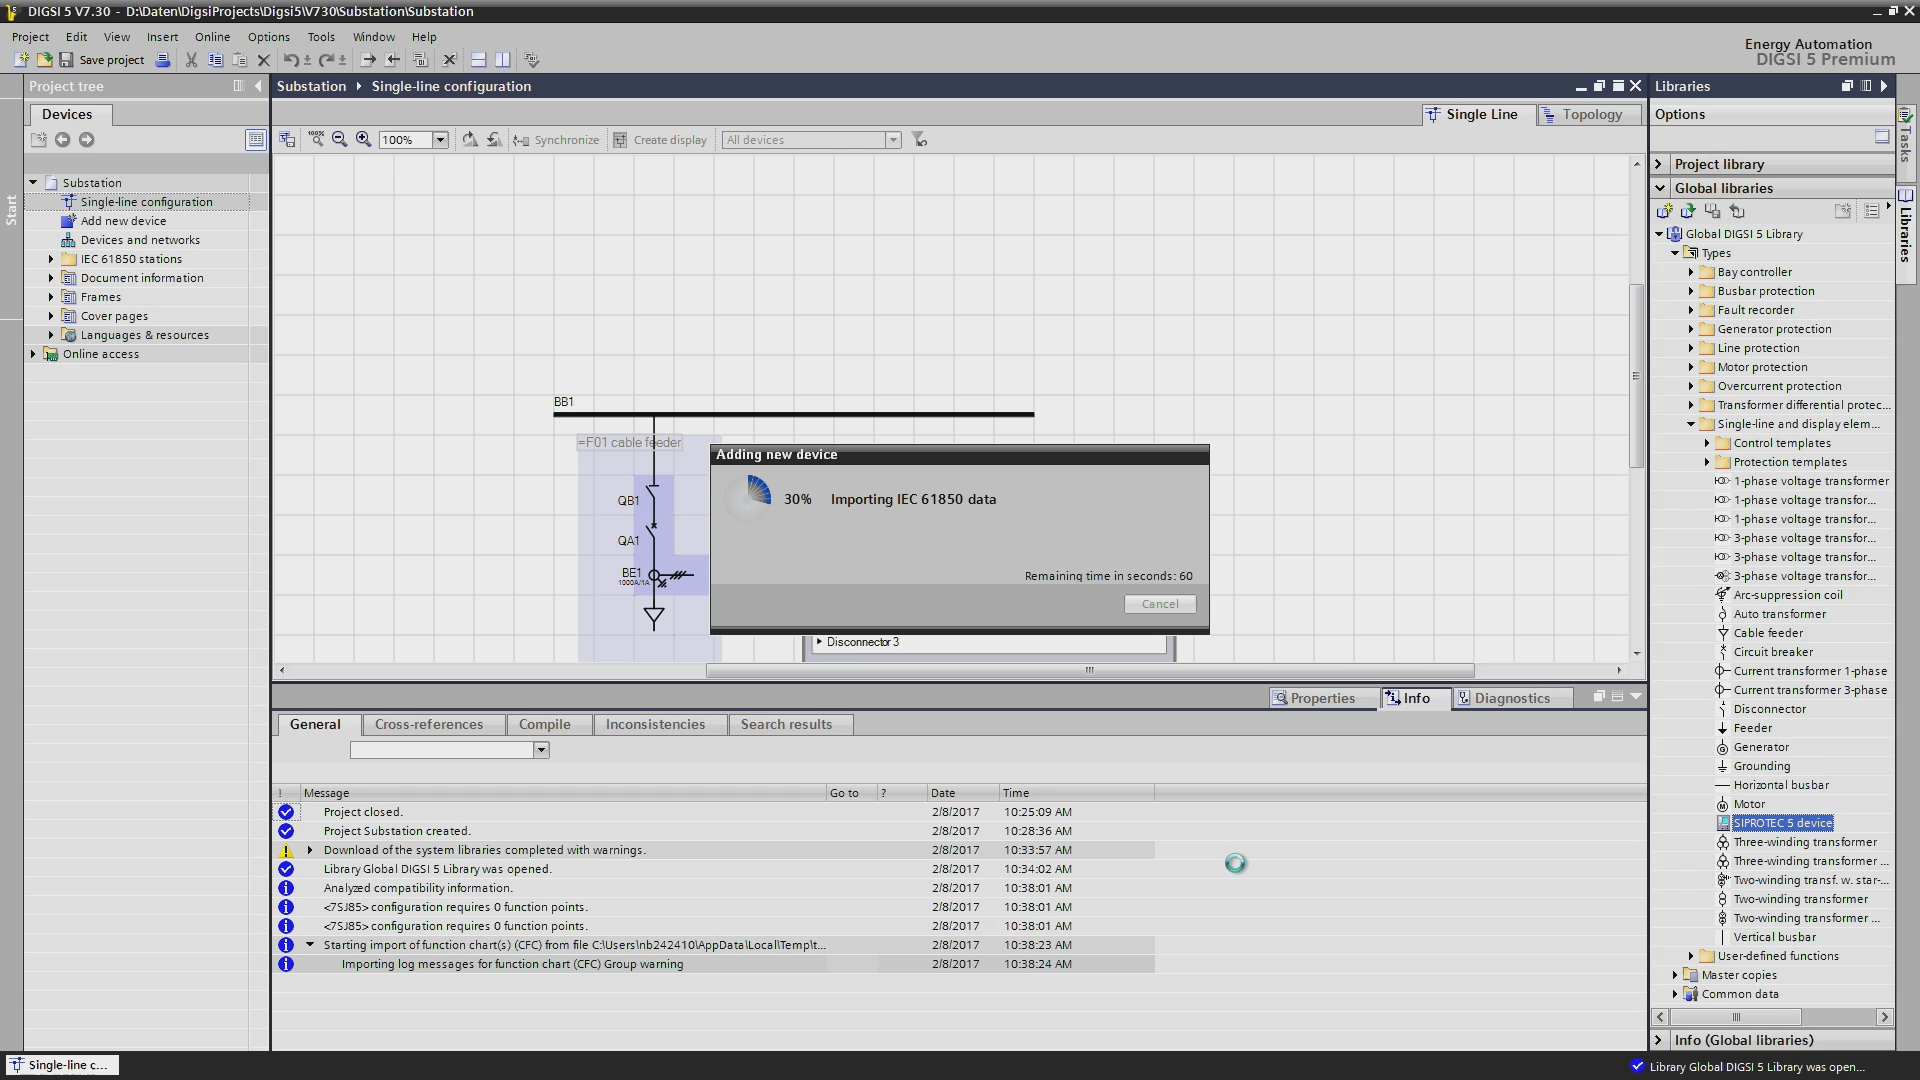 DIGSI 5 V7.30 - D:\Daten\DigsiProjects\Digsi5\V730\Substation\Substation
Project Edit View Insert Online Options Tools Window Help
Save project
Energy Automation
DIGSI 5 Premium
Start
Project tree
Devices
Substation
Single-line configuration
Add new device
Devices and networks
IEC 61850 stations
Document information
Frames
Cover pages
Languages & resources
Online access
Substation Single-line configuration
Single Line Topology
100% Synchronize Create display All devices
BB1
=F01 cable feeder
QB1
QA1
BE1
1000A/1A
Adding new device
30% Importing IEC 61850 data
Remaining time in seconds: 60
Cancel
Disconnector 3
Properties Info Diagnostics
General Cross-references Compile Inconsistencies Search results
! Message Go to ? Date Time
Project closed. 2/8/2017 10:25:09 AM
Project Substation created. 2/8/2017 10:28:36 AM
Download of the system libraries completed with warnings. 2/8/2017 10:33:57 AM
Library Global DIGSI 5 Library was opened. 2/8/2017 10:34:02 AM
Analyzed compatibility information. 2/8/2017 10:38:01 AM
<7SJ85> configuration requires 0 function points. 2/8/2017 10:38:01 AM
<7SJ85> configuration requires 0 function points. 2/8/2017 10:38:01 AM
Starting import of function chart(s) (CFC) from file C:\Users\nb242410\AppData\Local\Temp\t... 2/8/2017 10:38:23 AM
Importing log messages for function chart (CFC) Group warning 2/8/2017 10:38:24 AM
Libraries
Options
Project library
Global libraries
Global DIGSI 5 Library
Types
Bay controller
Busbar protection
Fault recorder
Generator protection
Line protection
Motor protection
Overcurrent protection
Transformer differential protec...
Single-line and display elem...
Control templates
Protection templates
1-phase voltage transformer
1-phase voltage transfor...
1-phase voltage transfor...
3-phase voltage transfor...
3-phase voltage transfor...
3-phase voltage transfor...
Arc-suppression coil
Auto transformer
Cable feeder
Circuit breaker
Current transformer 1-phase
Current transformer 3-phase
Disconnector
Feeder
Generator
Grounding
Horizontal busbar
Motor
SIPROTEC 5 device
Three-winding transformer
Three-winding transformer ...
Two-winding transf. w. star-...
Two-winding transformer
Two-winding transformer ...
Vertical busbar
User-defined functions
Master copies
Common data
Info (Global libraries)
Tasks
Libraries
Single-line c...
Library Global DIGSI 5 Library was open...